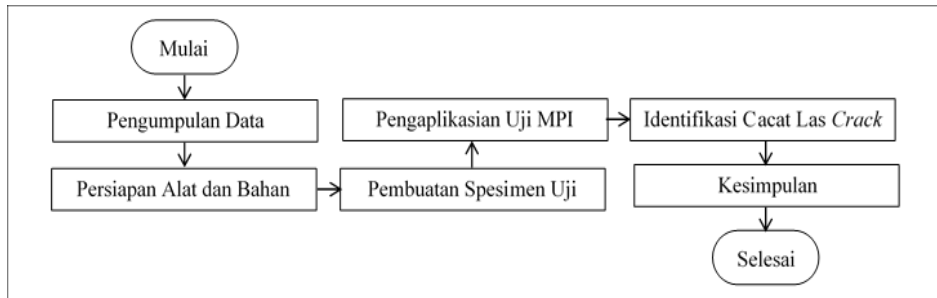 Mulai
Pengumpulan Data
Persiapan Alat dan Bahan
Pembuatan Spesimen Uji
Pengaplikasian Uji MPI
Identifikasi Cacat Las Crack
Kesimpulan
Selesai